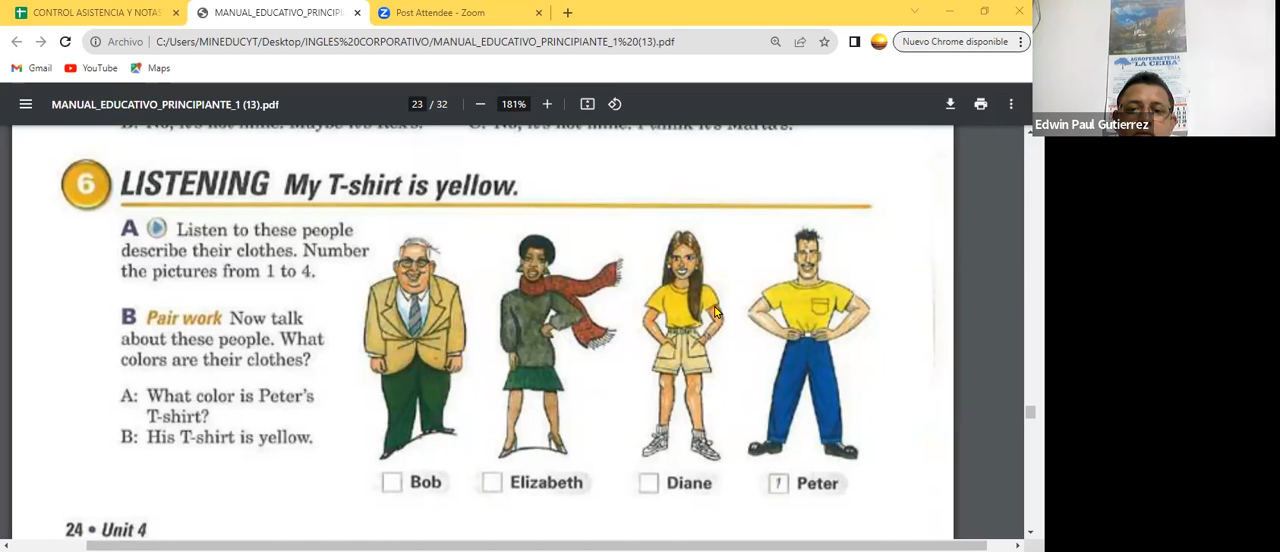 CONTROL ASISTENCIA Y NOTAS
MANUAL_EDUCATIVO_PRINCIPI
Post Attendee - Zoom
Archivo
C:/Users/MINEDUCYT/Desktop/INGLES%20CORPORATIVO/MANUAL_EDUCATIVO_PRINCIPIANTE_1%20(13).pdf
Nuevo Chrome disponible
Gmail
YouTube
Maps
MANUAL_EDUCATIVO_PRINCIPIANTE_1 (13).pdf
23 / 32
181%
AGROFERRETERÍA
"LA CEIBA"
Edwin Paul Gutierrez
6 LISTENING My T-shirt is yellow.
A Listen to these people
describe their clothes. Number
the pictures from 1 to 4.
B Pair work Now talk
about these people. What
colors are their clothes?
A: What color is Peter's
T-shirt?
B: His T-shirt is yellow.
Bob
Elizabeth
Diane
1 Peter
24 • Unit 4